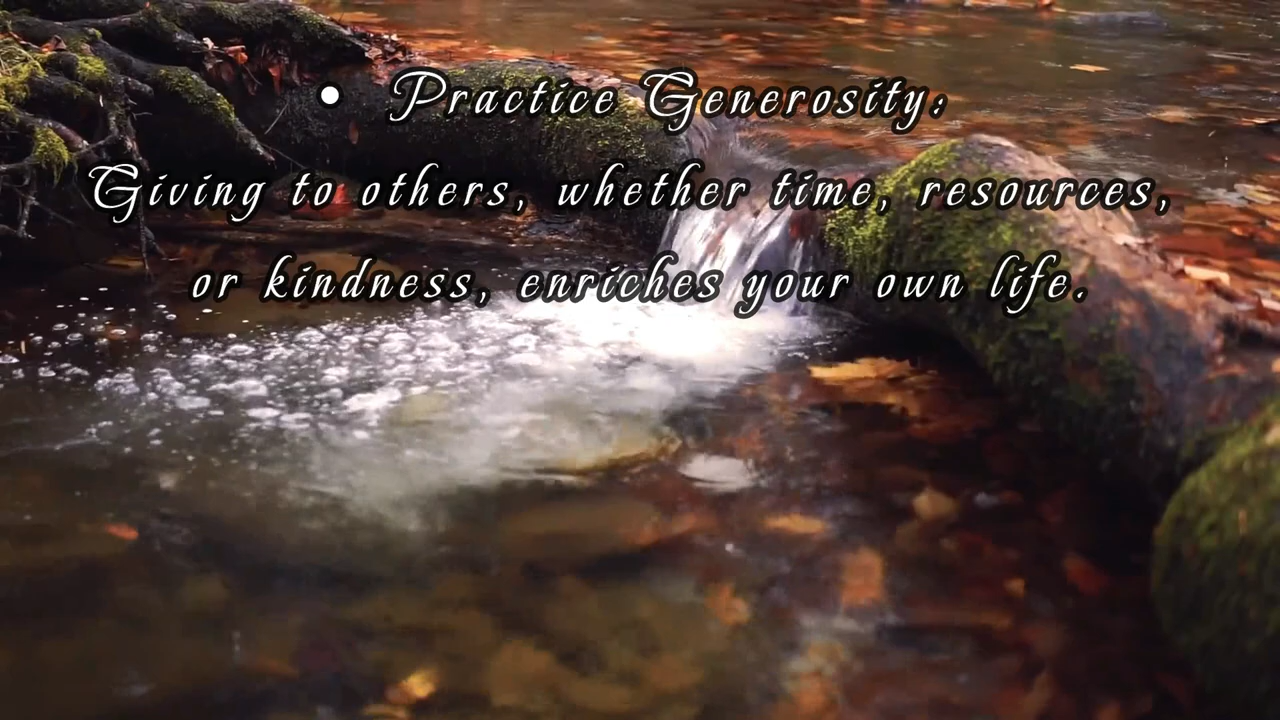 • Practice Generosity:
Giving to others, whether time, resources,
or kindness, enriches your own life.